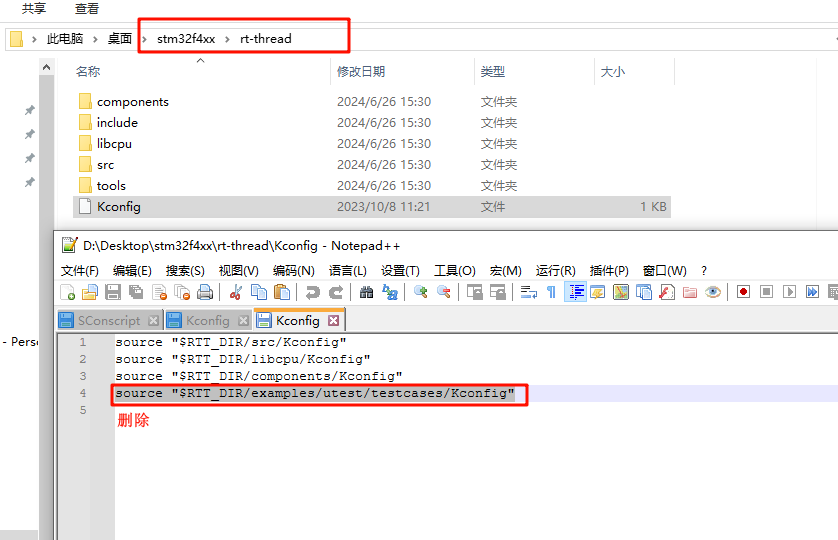 共享 查看
此电脑 桌面 stm32f4xx rt-thread
名称 修改日期 类型 大小
components 2024/6/26 15:30 文件夹
include 2024/6/26 15:30 文件夹
libcpu 2024/6/26 15:30 文件夹
src 2024/6/26 15:30 文件夹
tools 2024/6/26 15:30 文件夹
Kconfig 2023/10/8 11:21 文件 1 KB
D:\Desktop\stm32f4xx\rt-thread\Kconfig - Notepad++
文件(F) 编辑(E) 搜索(S) 视图(V) 编码(N) 语言(L) 设置(T) 工具(O) 宏(M) 运行(R) 插件(P) 窗口(W) ?
SConscript Kconfig Kconfig
- Perso
1 source "$RTT_DIR/src/Kconfig"
2 source "$RTT_DIR/libcpu/Kconfig"
3 source "$RTT_DIR/components/Kconfig"
4 source "$RTT_DIR/examples/utest/testcases/Kconfig"
5
删除